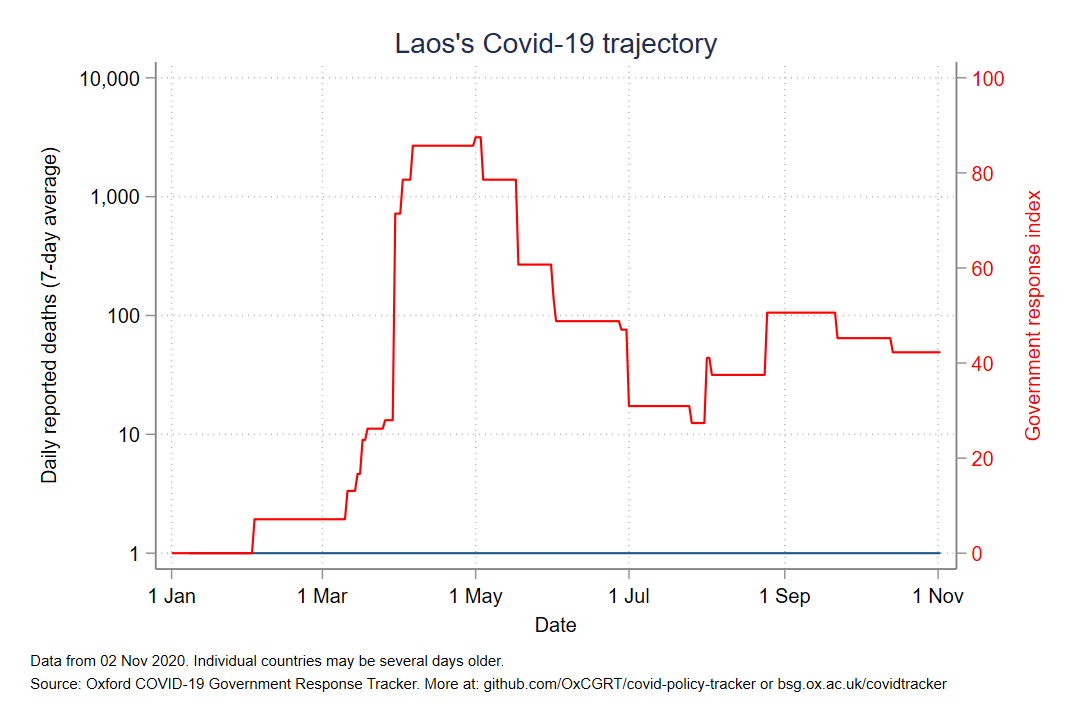 Laos's Covid-19 trajectory
10,000
1,000
100
10
1
Daily reported deaths (7-day average)
100
80
60
40
20
0
Government response index
1 Jan
1 Mar
1 May
1 Jul
1 Sep
1 Nov
Date
Data from 02 Nov 2020. Individual countries may be several days older.
Source: Oxford COVID-19 Government Response Tracker. More at: github.com/OxCGRT/covid-policy-tracker or bsg.ox.ac.uk/covidtracker